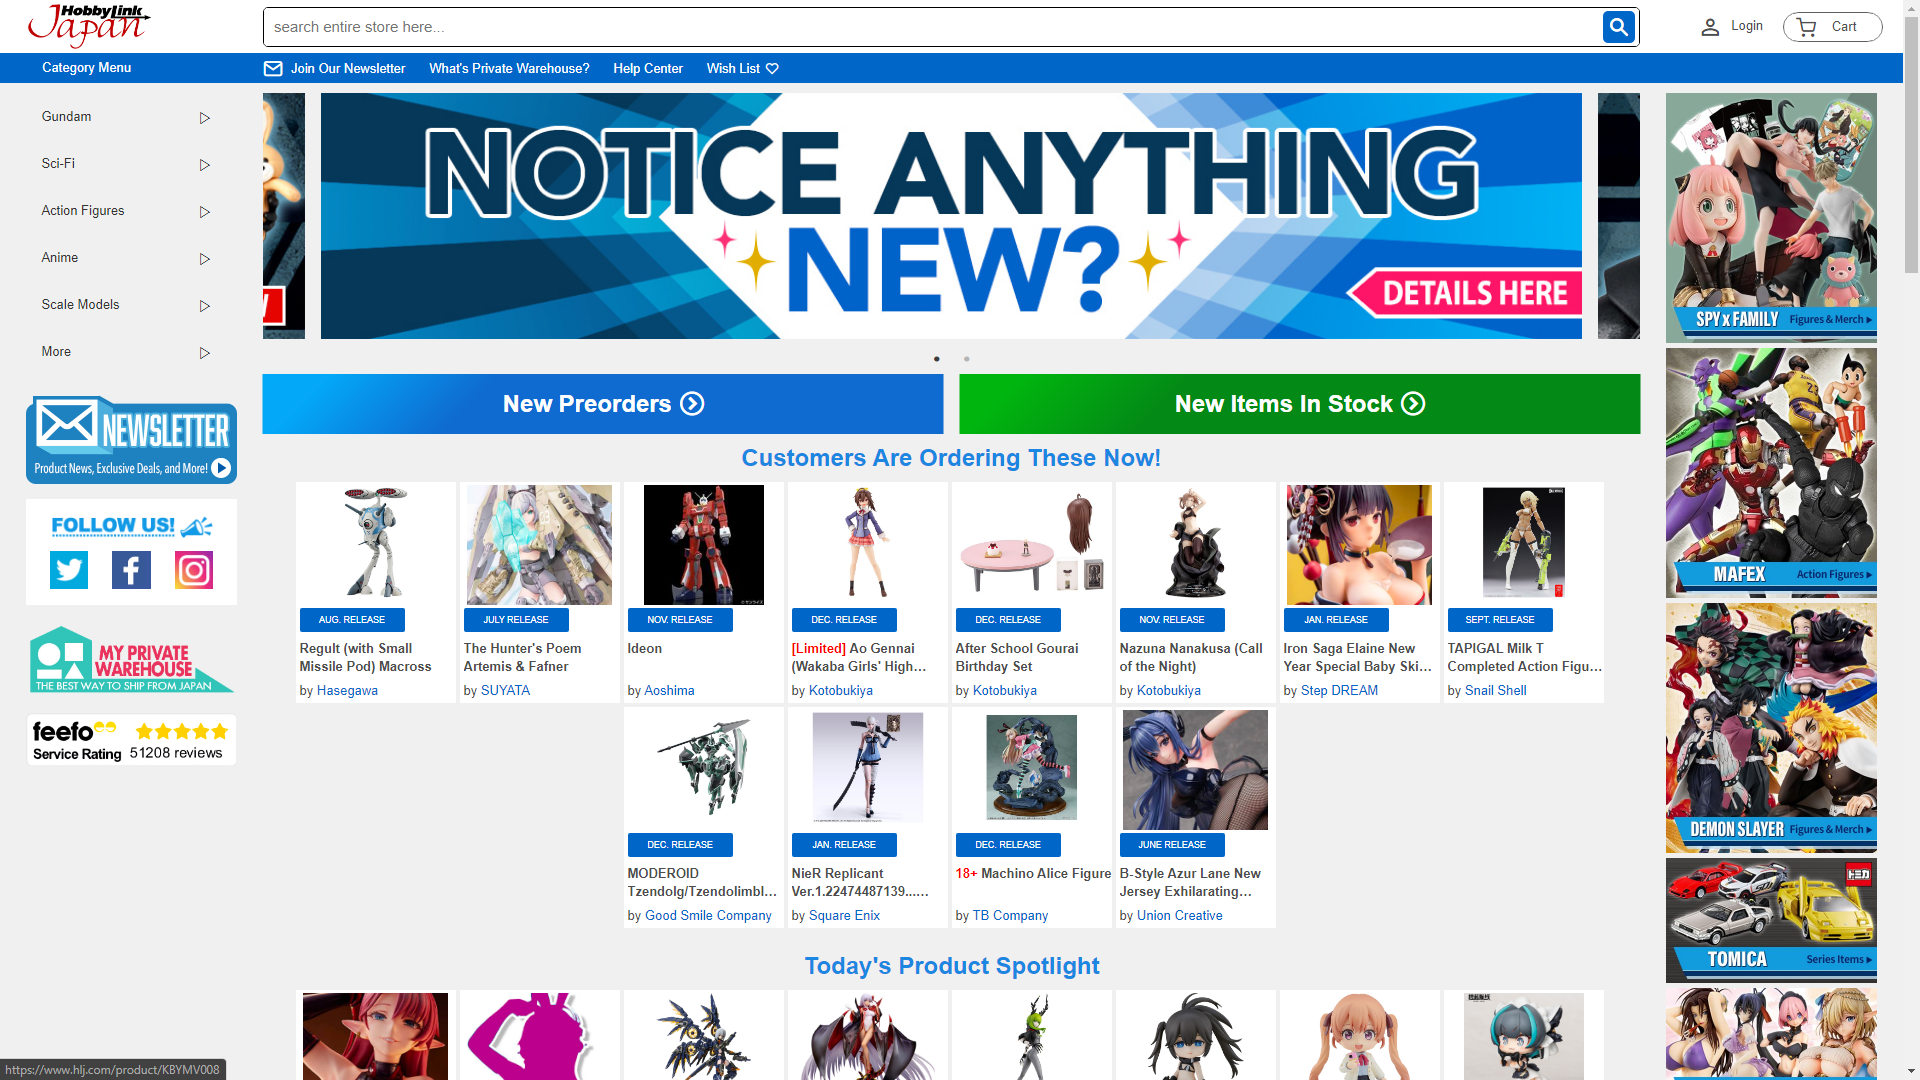 HobbyLink
Japan
search entire store here...
Login
Cart
Category Menu
Join Our Newsletter
What's Private Warehouse?
Help Center
Wish List
Gundam
Sci-Fi
Action Figures
Anime
Scale Models
More
NEWSLETTER
Product News, Exclusive Deals, and More!
FOLLOW US!
MY PRIVATE
WAREHOUSE
THE BEST WAY TO SHIP FROM JAPAN
feefo
Service Rating 51208 reviews
NOTICE ANYTHING
NEW?
DETAILS HERE
New Preorders
New Items In Stock
Customers Are Ordering These Now!
AUG. RELEASE
Regult (with Small
Missile Pod) Macross
by Hasegawa
JULY RELEASE
The Hunter's Poem
Artemis & Fafner
by SUYATA
NOV. RELEASE
Ideon
by Aoshima
DEC. RELEASE
[Limited] Ao Gennai
(Wakaba Girls' High...
by Kotobukiya
DEC. RELEASE
After School Gourai
Birthday Set
by Kotobukiya
NOV. RELEASE
Nazuna Nanakusa (Call
of the Night)
by Kotobukiya
JAN. RELEASE
Iron Saga Elaine New
Year Special Baby Ski...
by Step DREAM
SEPT. RELEASE
TAPIGAL Milk T
Completed Action Figu...
by Snail Shell
DEC. RELEASE
MODEROID
Tzendolg/Tzendolimbl...
by Good Smile Company
JAN. RELEASE
NieR Replicant
Ver.1.22474487139......
by Square Enix
DEC. RELEASE
18+ Machino Alice Figure
by TB Company
JUNE RELEASE
B-Style Azur Lane New
Jersey Exhilarating...
by Union Creative
Today's Product Spotlight
SPY x FAMILY Figures & Merch
MAFEX Action Figures
DEMON SLAYER Figures & Merch
トミカ
TOMICA Series Items
https://www.hlj.com/product/KBYMV008